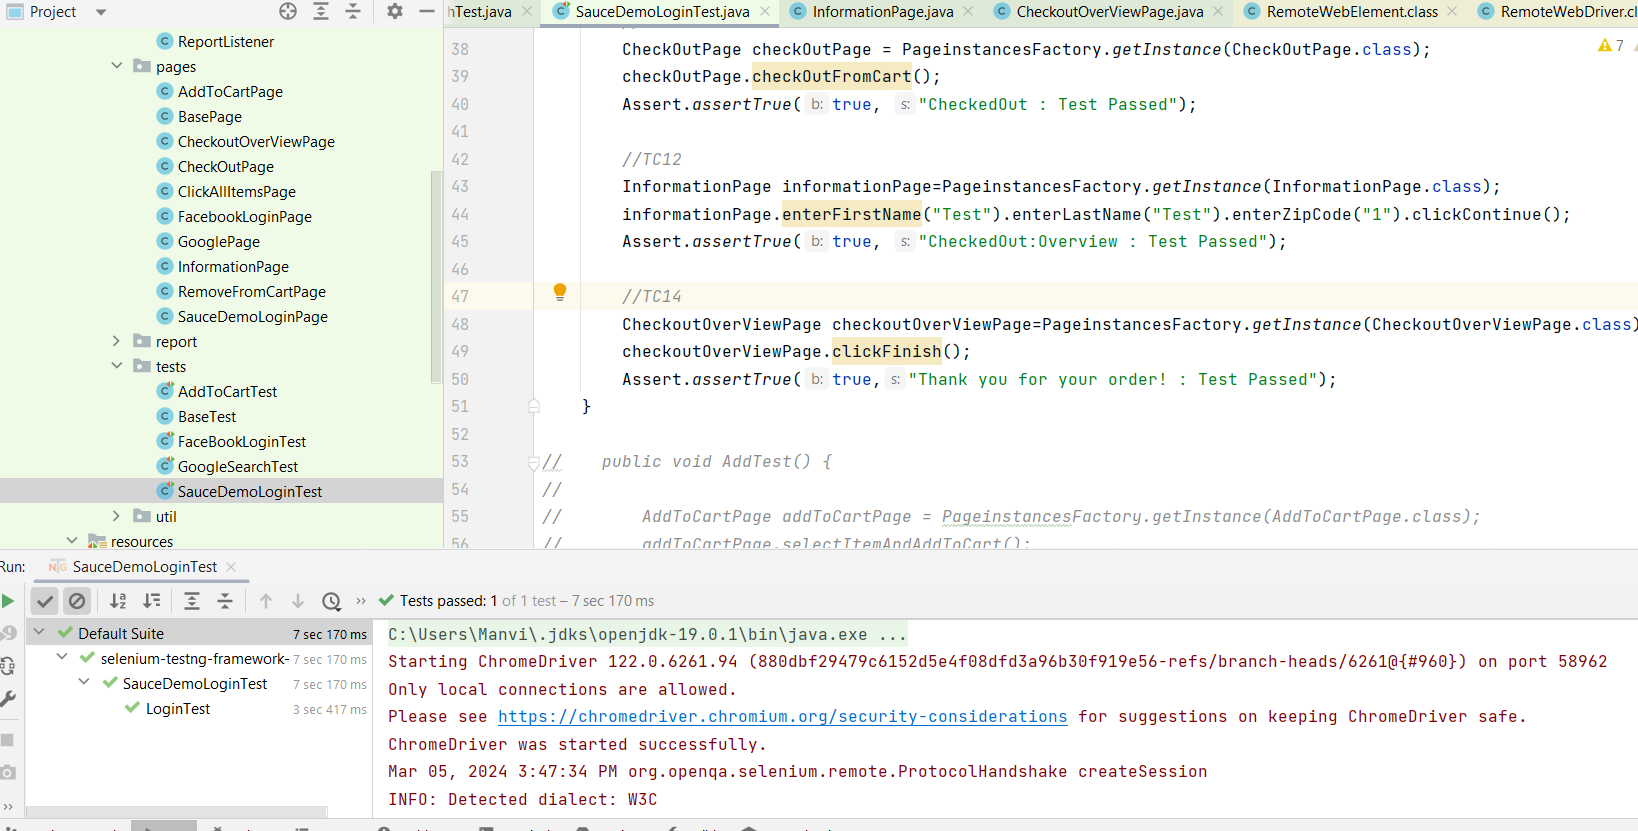 Project
hTest.java
SauceDemoLoginTest.java
InformationPage.java
CheckoutOverViewPage.java
RemoteWebElement.class
RemoteWebDriver.cl
ReportListener
pages
AddToCartPage
BasePage
CheckoutOverViewPage
CheckOutPage
ClickAllItemsPage
FacebookLoginPage
GooglePage
InformationPage
RemoveFromCartPage
SauceDemoLoginPage
report
tests
AddToCartTest
BaseTest
FaceBookLoginTest
GoogleSearchTest
SauceDemoLoginTest
util
resources
7
38 CheckOutPage checkOutPage = PageinstancesFactory.getInstance(CheckOutPage.class);
39 checkOutPage.checkOutFromCart();
40 Assert.assertTrue( b: true, s: "CheckedOut : Test Passed");
41
42 //TC12
43 InformationPage informationPage=PageinstancesFactory.getInstance(InformationPage.class);
44 informationPage.enterFirstName("Test").enterLastName("Test").enterZipCode("1").clickContinue();
45 Assert.assertTrue( b: true, s: "CheckedOut:Overview : Test Passed");
46
47 //TC14
48 CheckoutOverViewPage checkoutOverViewPage=PageinstancesFactory.getInstance(CheckoutOverViewPage.class)
49 checkoutOverViewPage.clickFinish();
50 Assert.assertTrue( b: true, s: "Thank you for your order! : Test Passed");
51 }
52
53 // public void AddTest() {
54 //
55 // AddToCartPage addToCartPage = PageinstancesFactory.getInstance(AddToCartPage.class);
56 // addToCartPage.selectItemAndAddToCart();
Run: SauceDemoLoginTest
Tests passed: 1 of 1 test – 7 sec 170 ms
Default Suite 7 sec 170 ms
selenium-testng-framework- 7 sec 170 ms
SauceDemoLoginTest 7 sec 170 ms
LoginTest 3 sec 417 ms
C:\Users\Manvi\.jdks\openjdk-19.0.1\bin\java.exe ...
Starting ChromeDriver 122.0.6261.94 (880dbf29479c6152d5e4f08dfd3a96b30f919e56-refs/branch-heads/6261@{#960}) on port 58962
Only local connections are allowed.
Please see https://chromedriver.chromium.org/security-considerations for suggestions on keeping ChromeDriver safe.
ChromeDriver was started successfully.
Mar 05, 2024 3:47:34 PM org.openqa.selenium.remote.ProtocolHandshake createSession
INFO: Detected dialect: W3C